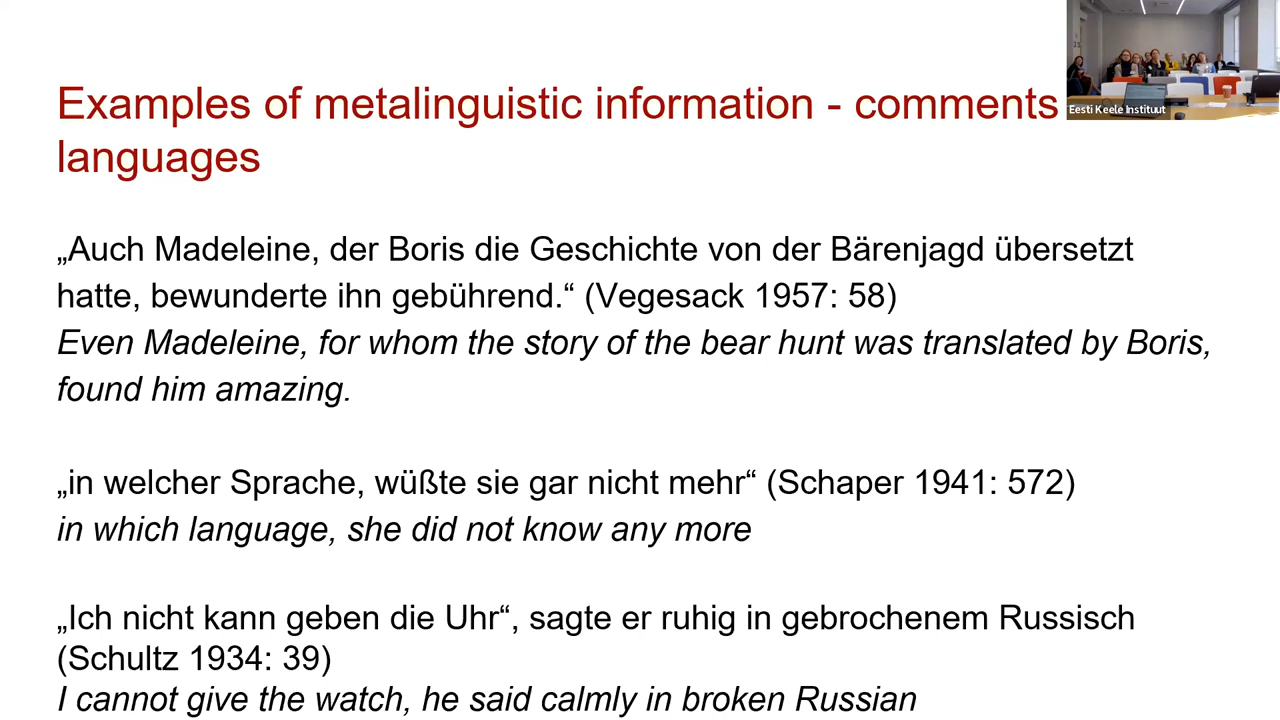 Examples of metalinguistic information - comments
languages
Eesti Keele Instituut
„Auch Madeleine, der Boris die Geschichte von der Bärenjagd übersetzt
hatte, bewunderte ihn gebührend.“ (Vegesack 1957: 58)
Even Madeleine, for whom the story of the bear hunt was translated by Boris,
found him amazing.
„in welcher Sprache, wüßte sie gar nicht mehr“ (Schaper 1941: 572)
in which language, she did not know any more
„Ich nicht kann geben die Uhr“, sagte er ruhig in gebrochenem Russisch
(Schultz 1934: 39)
I cannot give the watch, he said calmly in broken Russian